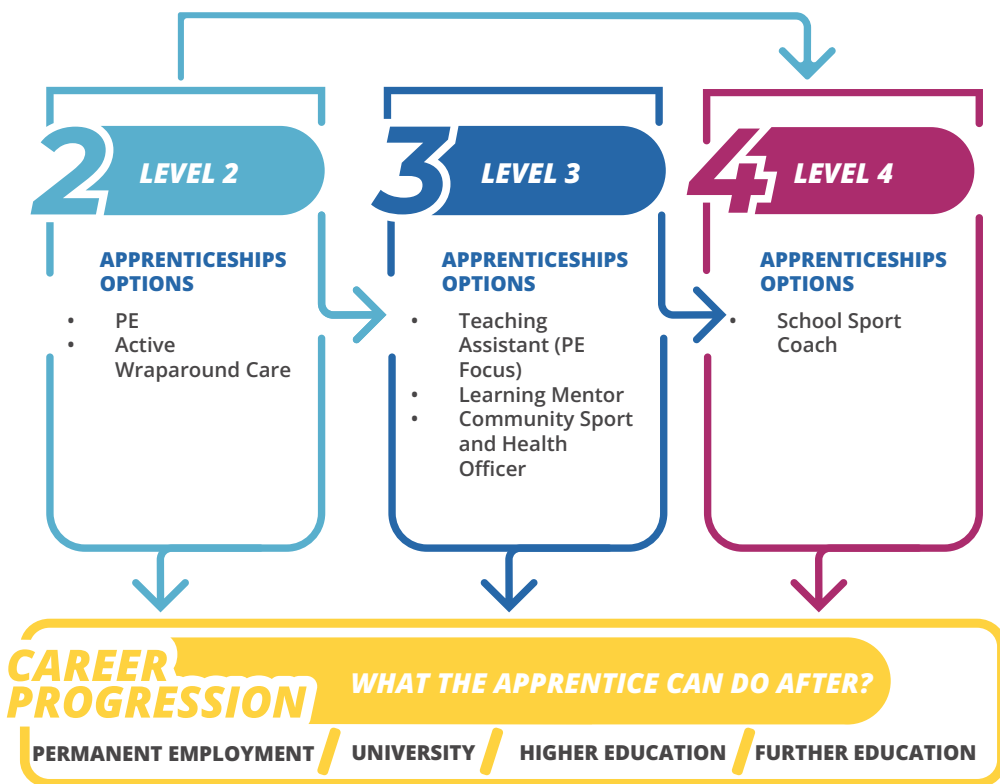 2 LEVEL 2
APPRENTICESHIPS
OPTIONS
• PE
• Active
Wraparound Care
3 LEVEL 3
APPRENTICESHIPS
OPTIONS
• Teaching
Assistant (PE
Focus)
• Learning Mentor
• Community Sport
and Health
Officer
4 LEVEL 4
APPRENTICESHIPS
OPTIONS
• School Sport
Coach
CAREER
PROGRESSION
WHAT THE APPRENTICE CAN DO AFTER?
PERMANENT EMPLOYMENT / UNIVERSITY / HIGHER EDUCATION / FURTHER EDUCATION